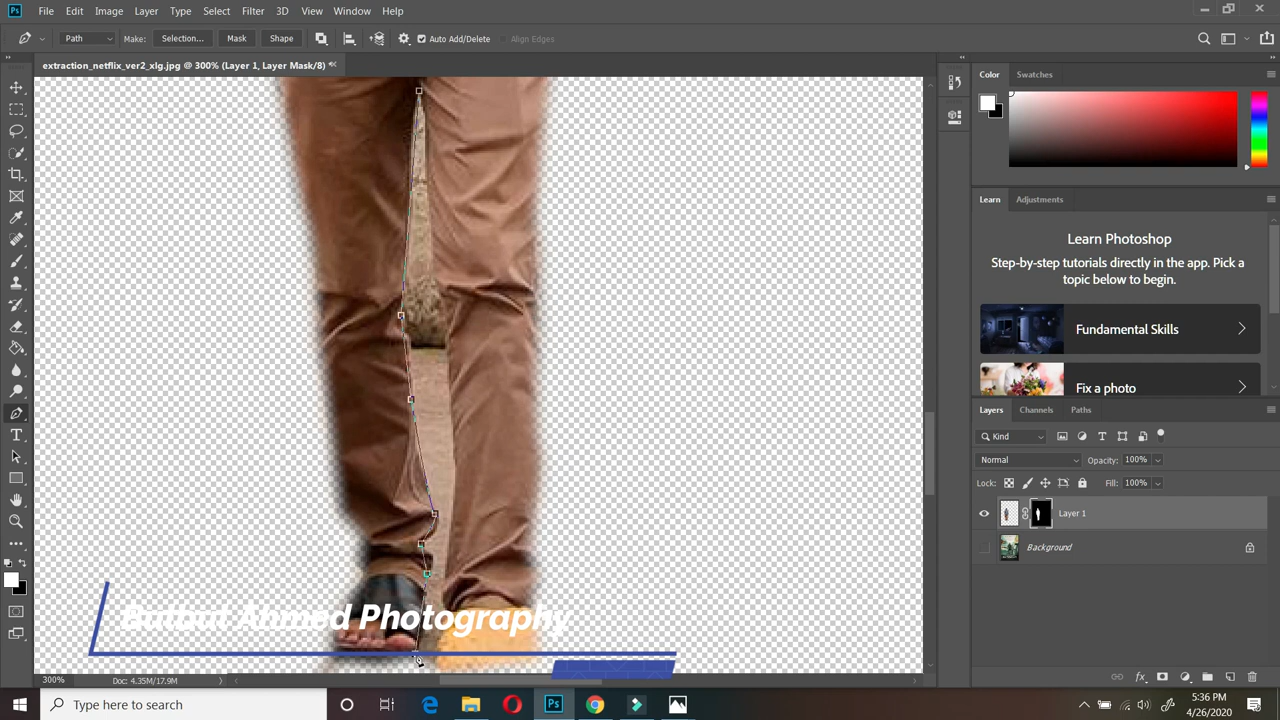 Ps File Edit Image Layer Type Select Filter 3D View Window Help
Path Make: Selection... Mask Shape Auto Add/Delete Align Edges
extraction_netflix_ver2_xlg.jpg @ 300% (Layer 1, Layer Mask/8)
Color Swatches
Learn Adjustments
Learn Photoshop
Step-by-step tutorials directly in the app. Pick a
topic below to begin.
Fundamental Skills
Fix a photo
Layers Channels Paths
Kind
Normal Opacity: 100%
Lock: Fill: 100%
Layer 1
Background
Bulbul Ahmed Photography
300% Doc: 4.35M/17.9M
Type here to search
Ps
5:36 PM
4/26/2020